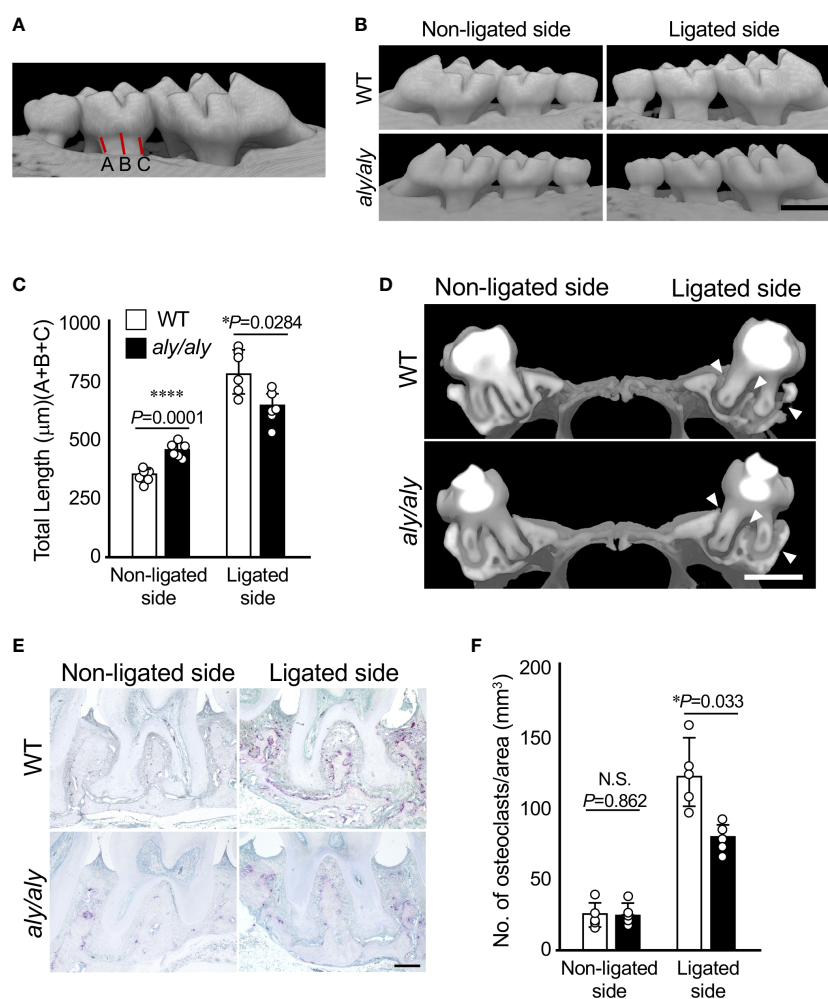 A
A B C
B
Non-ligated side Ligated side
WT
aly/aly
C
Total Length (μm)(A+B+C)
1000
750
500
250
0
WT
aly/aly
****
P=0.0001
*P=0.0284
Non-ligated side
Ligated side
D
Non-ligated side Ligated side
WT
aly/aly
E
Non-ligated side Ligated side
WT
aly/aly
F
No. of osteoclasts/area (mm³)
200
150
100
50
0
N.S.
P=0.862
*P=0.033
Non-ligated side
Ligated side